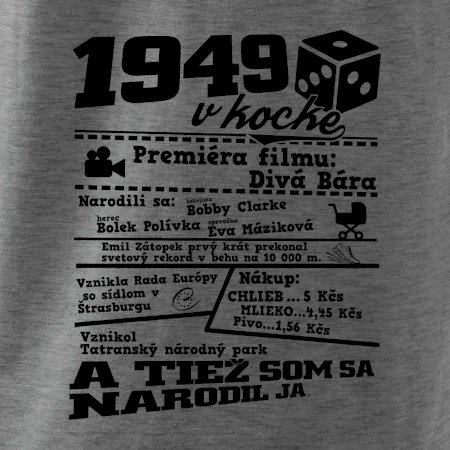 1949
v kocke
Premiéra filmu:
Divá Bára
Narodili sa:
hokejista
Bobby Clarke
herec
Bolek Polívka
speváčka
Eva Máziková
Emil Zátopek prvý krát prekonal
svetový rekord v behu na 10 000 m.
Vznikla Rada Európy
so sídlom v
Štrasburgu
Nákup:
CHLIEB...5 Kčs
MLIEKO...4,45 Kčs
Pivo...1,56 Kčs
Vznikol
Tatranský národný park
A TIEŽ SOM SA
NARODIL JA